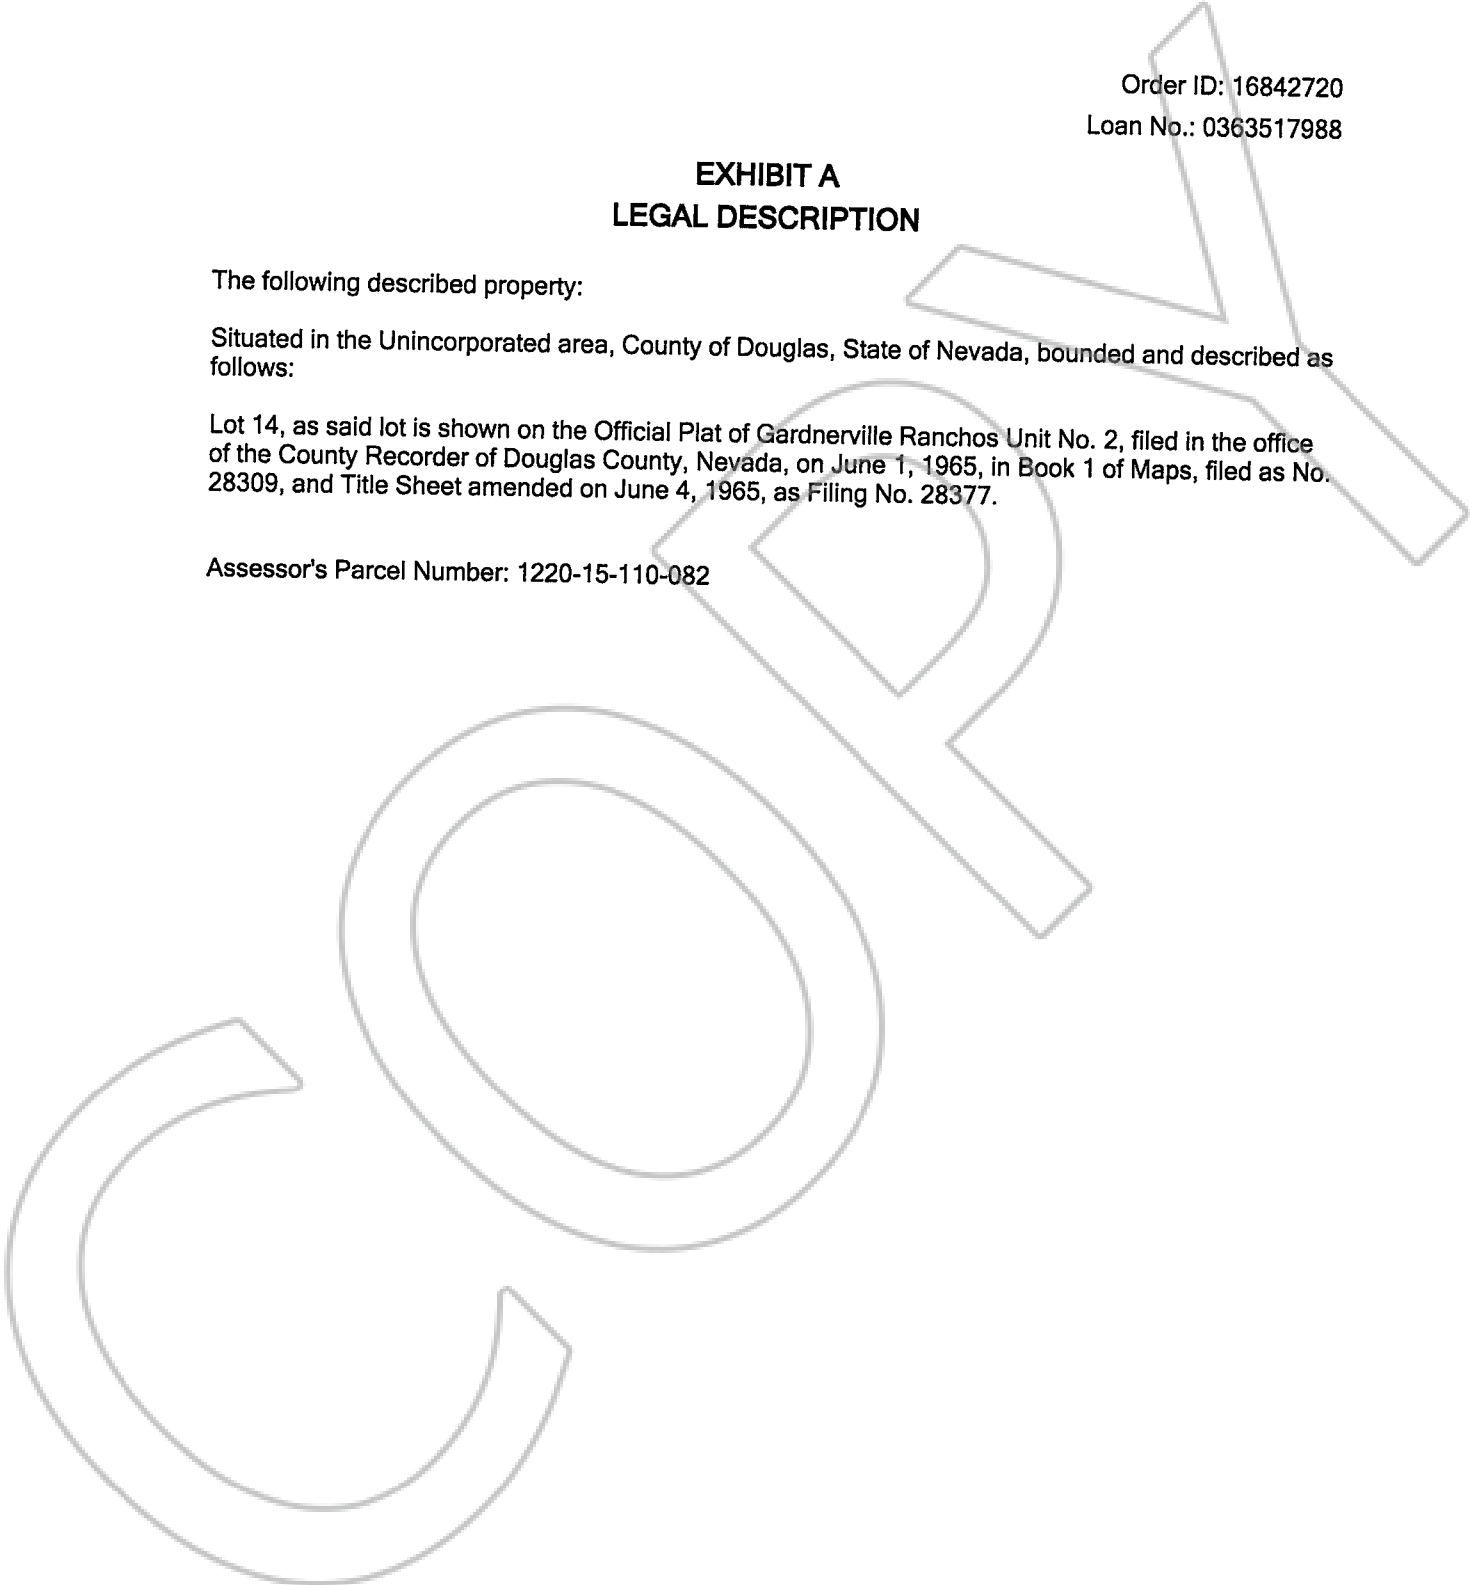 Order ID: 16842720
Loan No.: 0363517988
EXHIBIT A
LEGAL DESCRIPTION
The following described property:
Situated in the Unincorporated area, County of Douglas, State of Nevada, bounded and described as
follows:
Lot 14, as said lot is shown on the Official Plat of Gardnerville Ranchos Unit No. 2, filed in the office
of the County Recorder of Douglas County, Nevada, on June 1, 1965, in Book 1 of Maps, filed as No.
28309, and Title Sheet amended on June 4, 1965, as Filing No. 28377.
Assessor's Parcel Number: 1220-15-110-082
COPY